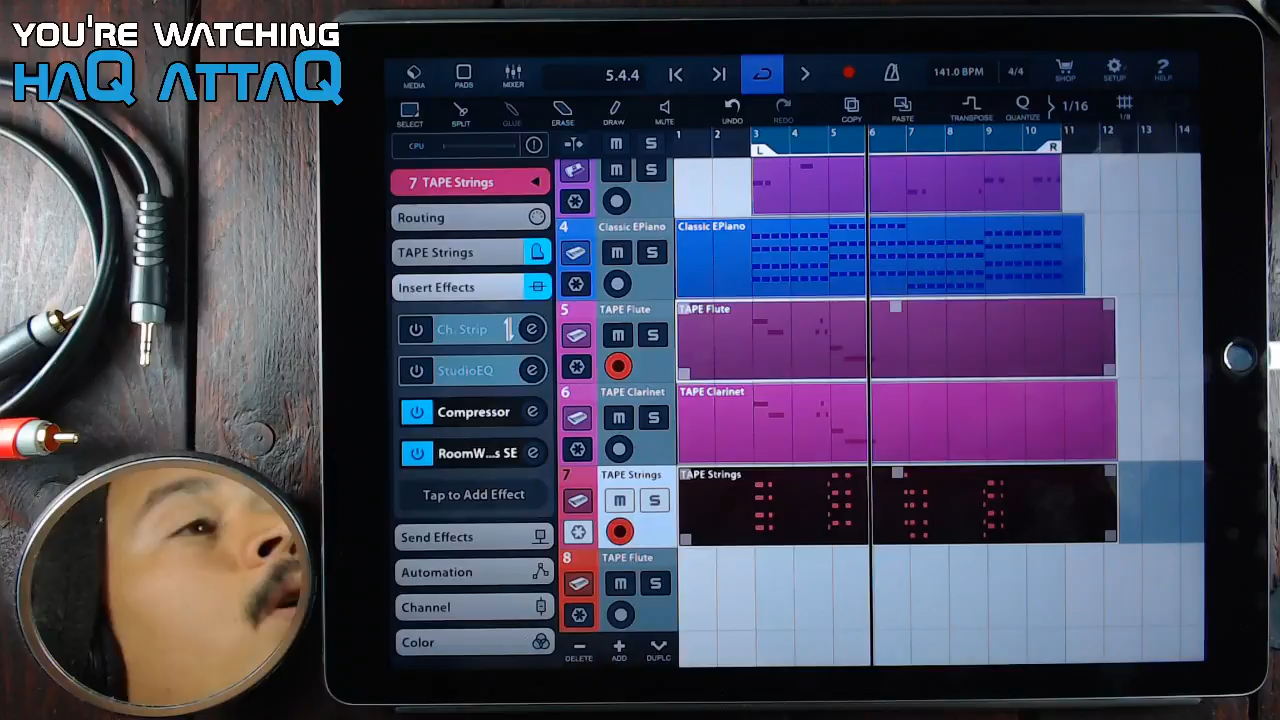 YOU'RE WATCHING
HAQ ATTAQ
MEDIA
PADS
MIXER
5.4.4
141.0 BPM
4/4
SHOP
SETUP
?
HELP
SELECT
SPLIT
GLUE
ERASE
DRAW
MUTE
UNDO
REDO
COPY
PASTE
TRANSPOSE
QUANTIZE
1/16
1/8
CPU
M S
1 2 3 4 5 6 7 8 9 10 11 12 13 14
L R
7 TAPE Strings
M S
Routing
4 Classic EPiano
Classic EPiano
TAPE Strings
M S
Insert Effects
5 TAPE Flute
TAPE Flute
Ch. Strip e
M S
StudioEQ e
6 TAPE Clarinet
TAPE Clarinet
Compressor e
M S
RoomW...s SE e
7 TAPE Strings
TAPE Strings
Tap to Add Effect
M S
Send Effects
8 TAPE Flute
Automation
M S
Channel
Color
DELETE
ADD
DUPLC